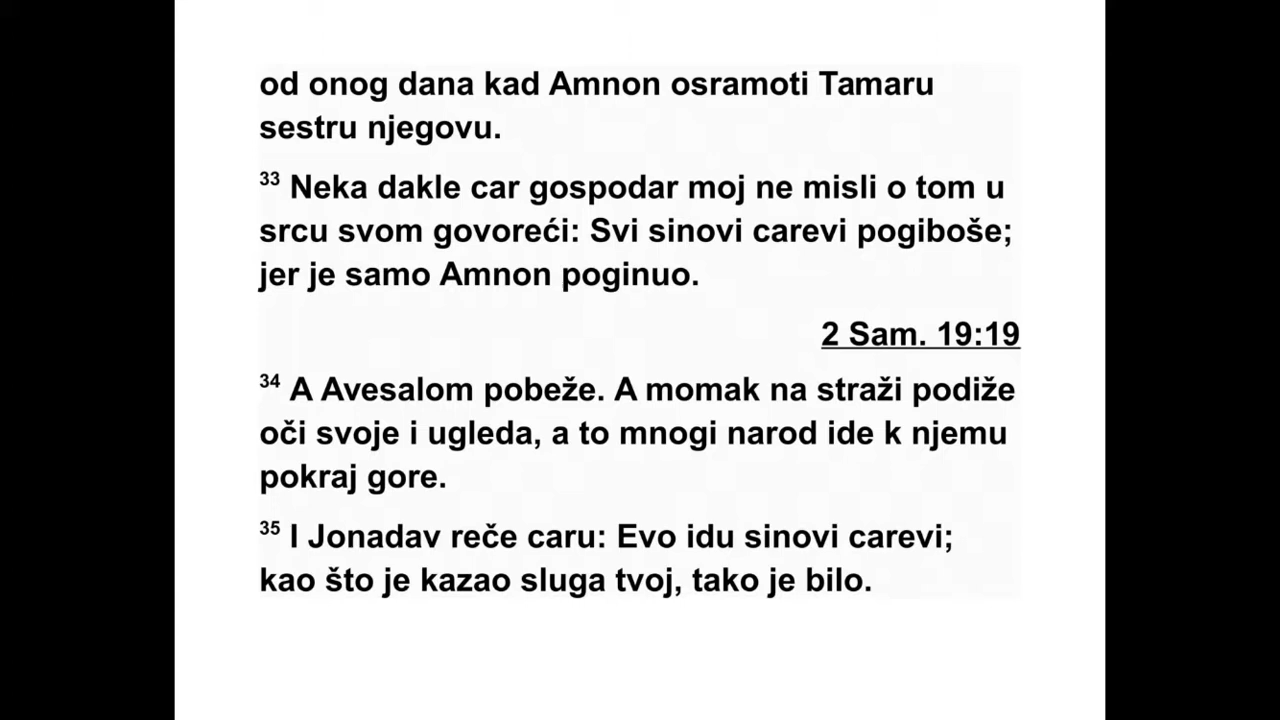 od onog dana kad Amnon osramoti Tamaru
sestru njegovu.
33 Neka dakle car gospodar moj ne misli o tom u
srcu svom govoreći: Svi sinovi carevi pogiboše;
jer je samo Amnon poginuo.
2 Sam. 19:19
34 A Avesalom pobeže. A momak na straži podiže
oči svoje i ugleda, a to mnogi narod ide k njemu
pokraj gore.
35 I Jonadav reče caru: Evo idu sinovi carevi;
kao što je kazao sluga tvoj, tako je bilo.